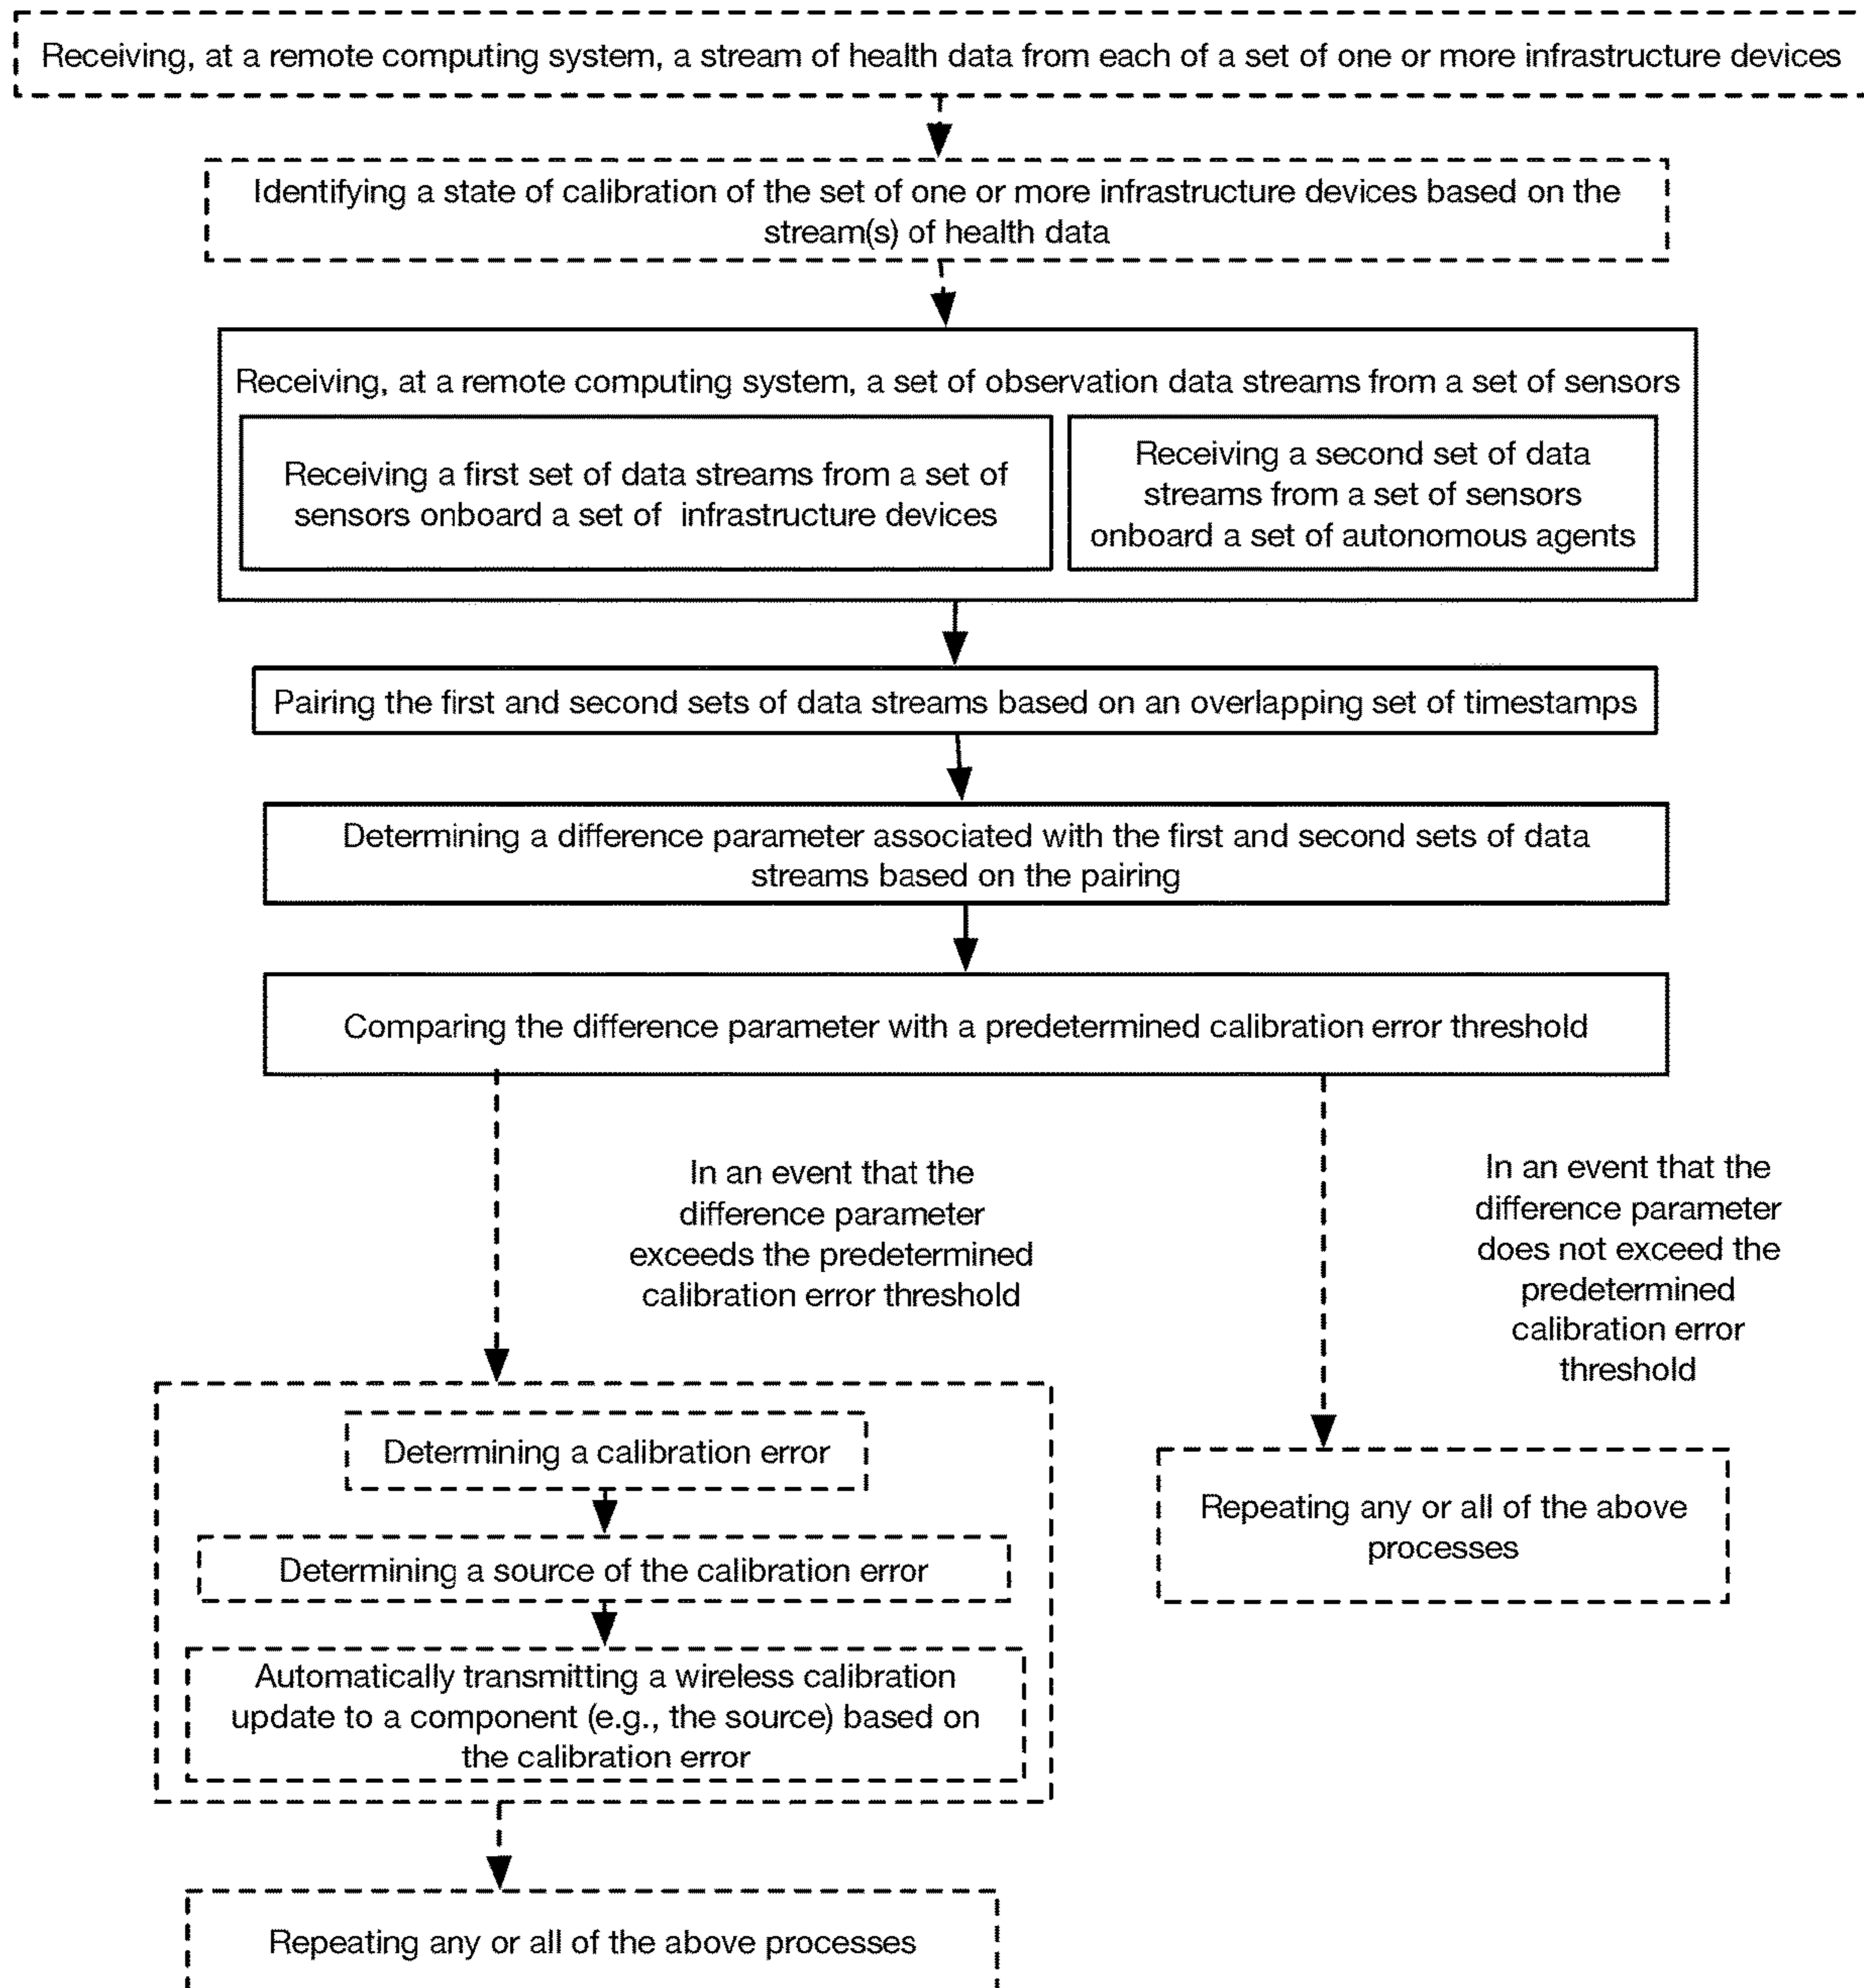 Receiving, at a remote computing system, a stream of health data from each of a set of one or more infrastructure devices
Identifying a state of calibration of the set of one or more infrastructure devices based on the
stream(s) of health data
Receiving, at a remote computing system, a set of observation data streams from a set of sensors
Receiving a first set of data streams from a set of
sensors onboard a set of infrastructure devices
Receiving a second set of data
streams from a set of sensors
onboard a set of autonomous agents
Pairing the first and second sets of data streams based on an overlapping set of timestamps
Determining a difference parameter associated with the first and second sets of data
streams based on the pairing
Comparing the difference parameter with a predetermined calibration error threshold
In an event that the
difference parameter
exceeds the predetermined
calibration error threshold
In an event that the
difference parameter
does not exceed the
predetermined
calibration error
threshold
Determining a calibration error
Determining a source of the calibration error
Automatically transmitting a wireless calibration
update to a component (e.g., the source) based on
the calibration error
Repeating any or all of the above
processes
Repeating any or all of the above processes